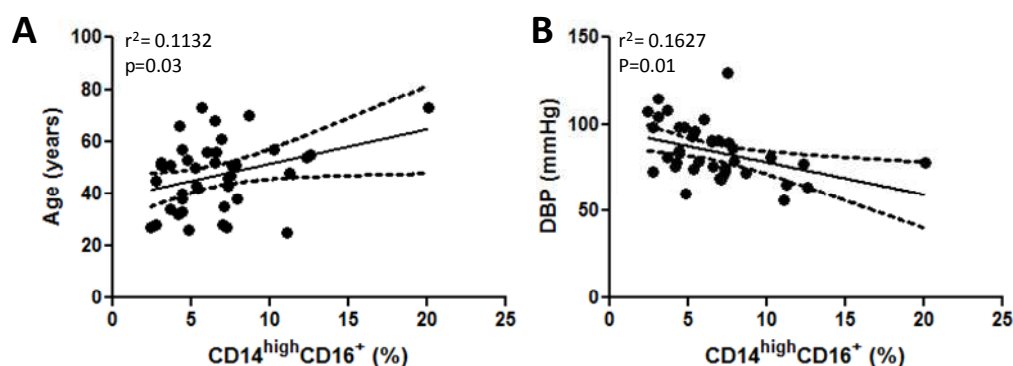 A
r²= 0.1132
p=0.03
100
80
60
40
20
0
Age (years)
0 5 10 15 20 25
CD14^high CD16⁺ (%)
B
r²= 0.1627
P=0.01
150
100
50
0
DBP (mmHg)
0 5 10 15 20 25
CD14^high CD16⁺ (%)